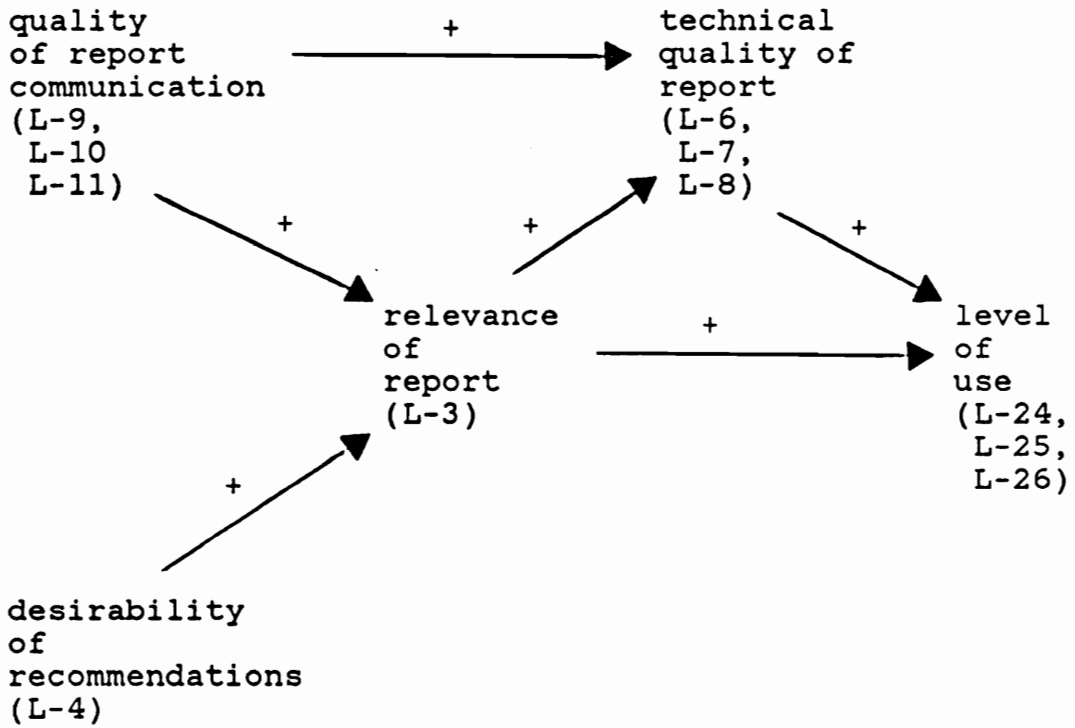 quality
of report
communication
(L-9,
L-10
L-11)
+
technical
quality of
report
(L-6,
L-7,
L-8)
+
+
+
relevance
of
report
(L-3)
+
level
of
use
(L-24,
L-25,
L-26)
+
desirability
of
recommendations
(L-4)